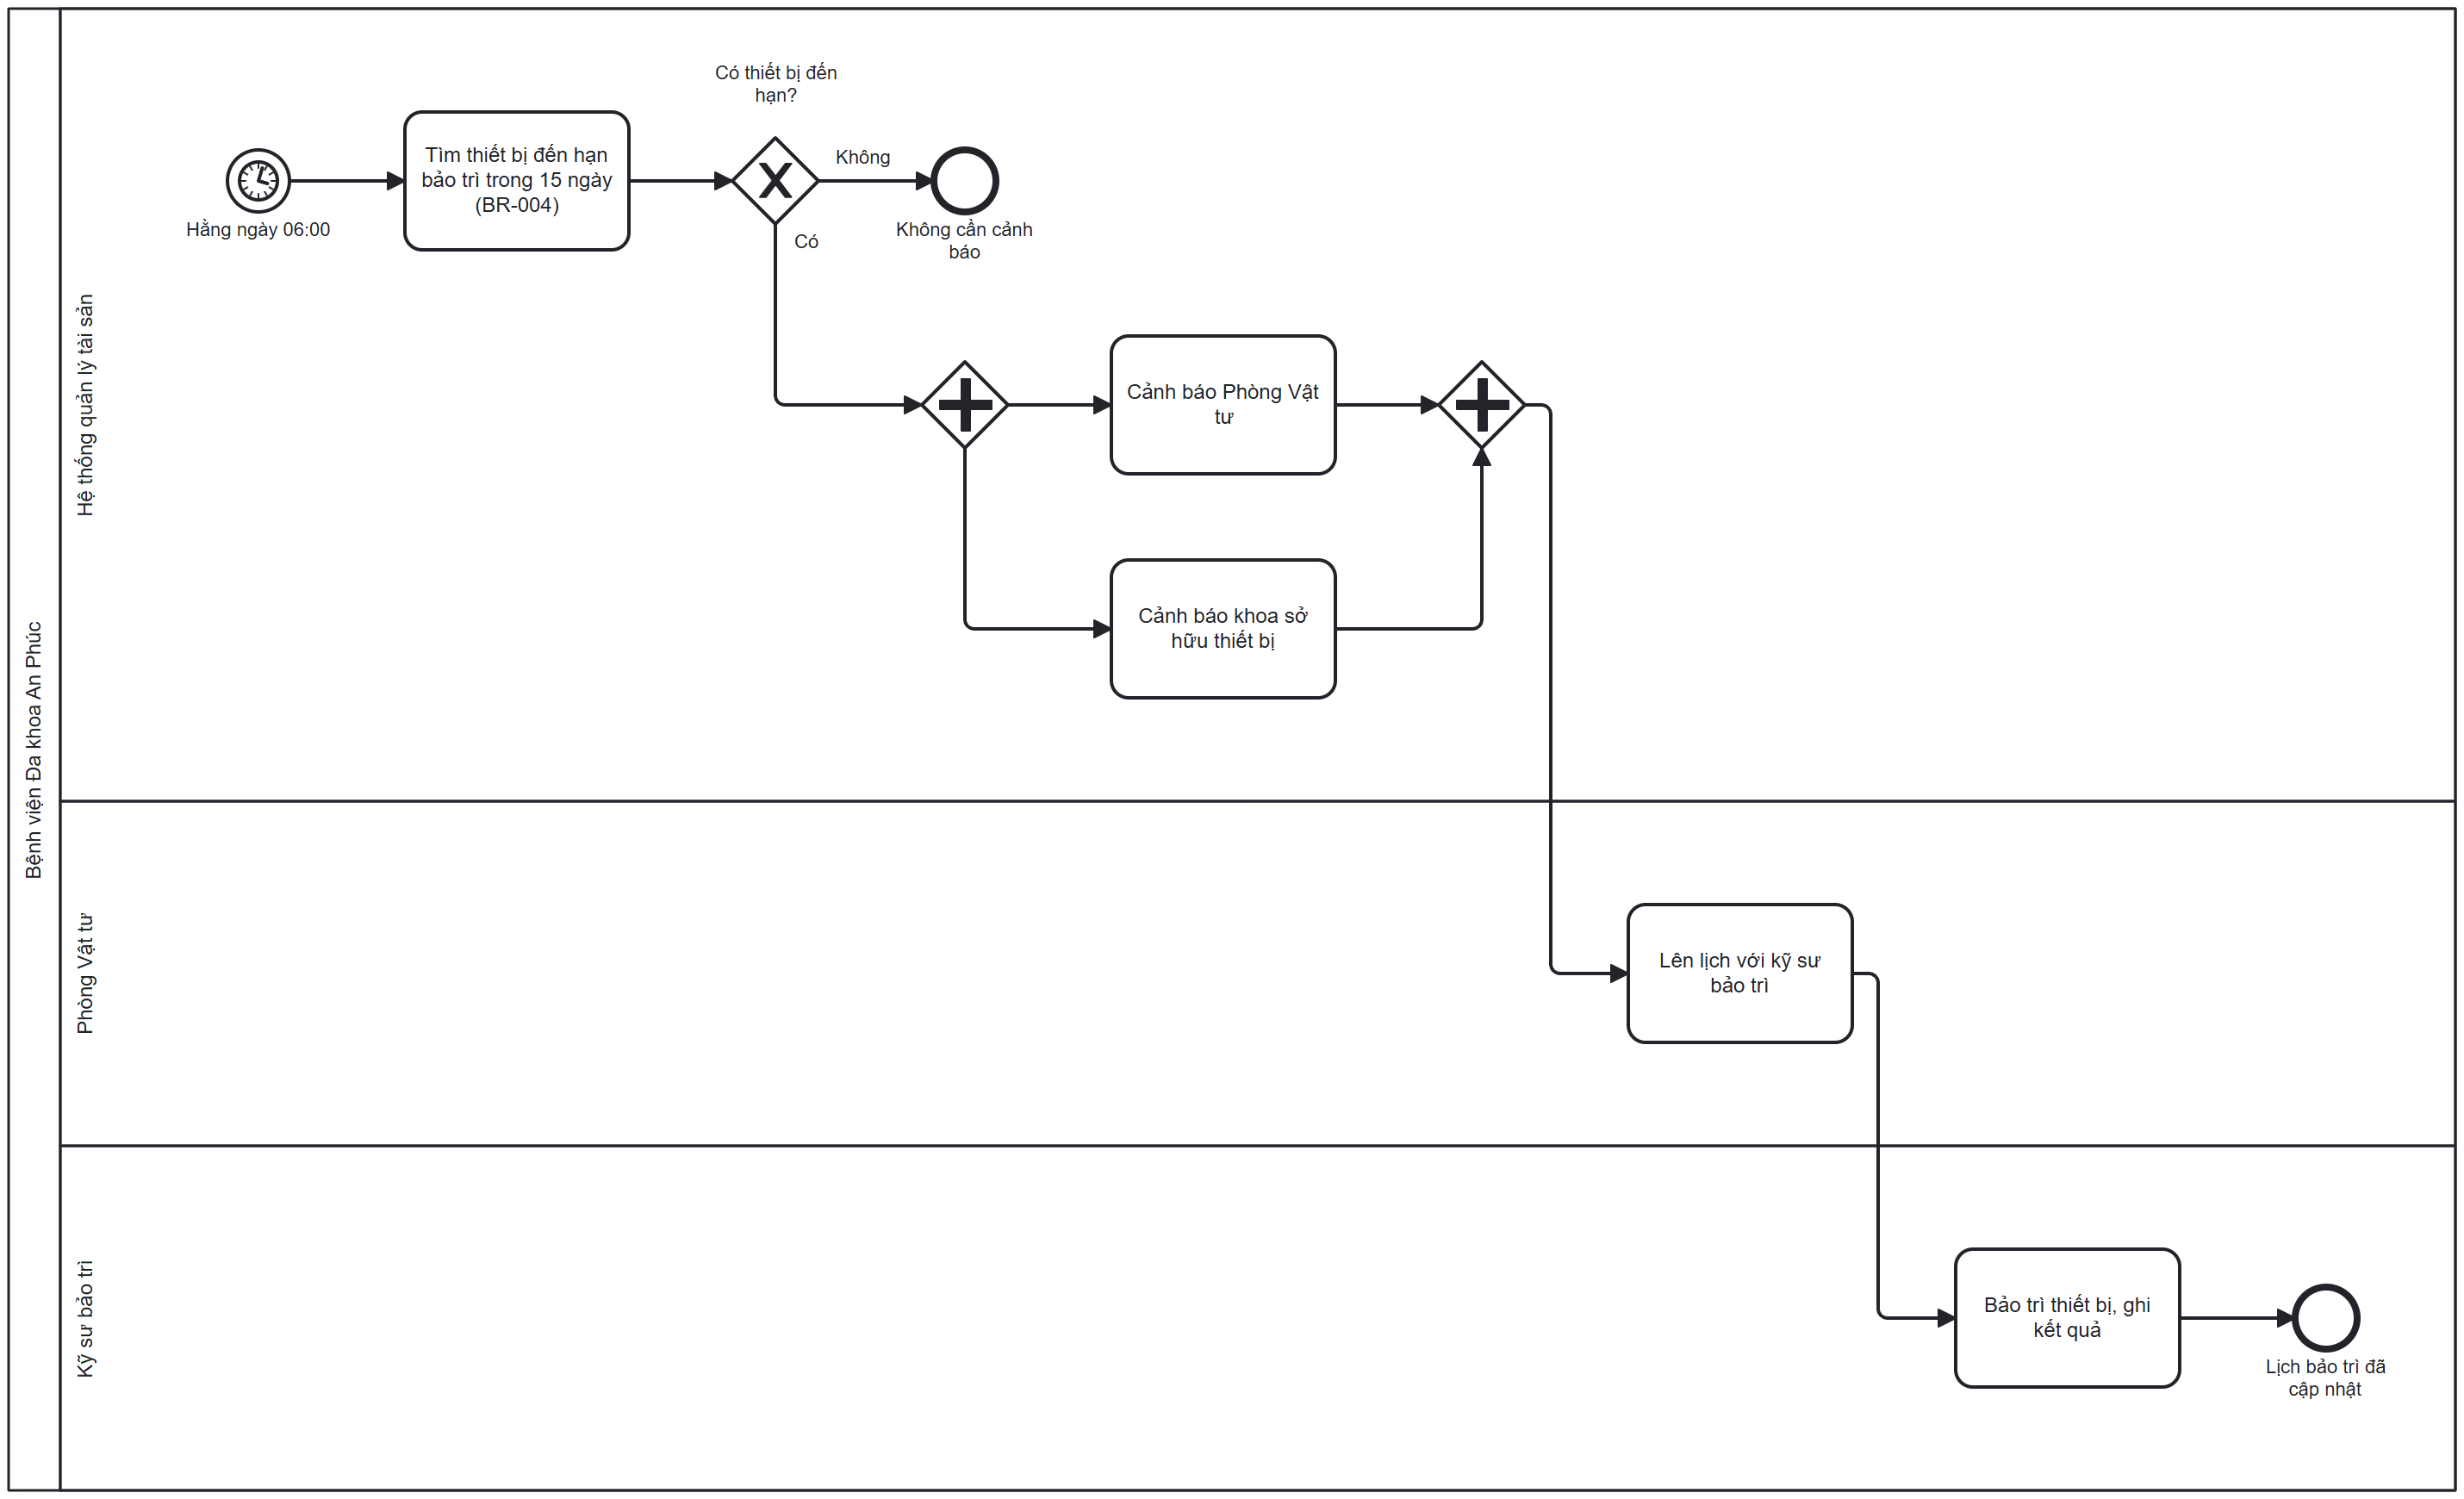 Bệnh viện Đa khoa An Phúc
Hệ thống quản lý tài sản
Có thiết bị đến
hạn?
Tìm thiết bị đến hạn
bảo trì trong 15 ngày
(BR-004)
Không
Hằng ngày 06:00
Không cần cảnh
báo
Có
Cảnh báo Phòng Vật
tư
Cảnh báo khoa sở
hữu thiết bị
Phòng Vật tư
Lên lịch với kỹ sư
bảo trì
Kỹ sư bảo trì
Bảo trì thiết bị, ghi
kết quả
Lịch bảo trì đã
cập nhật